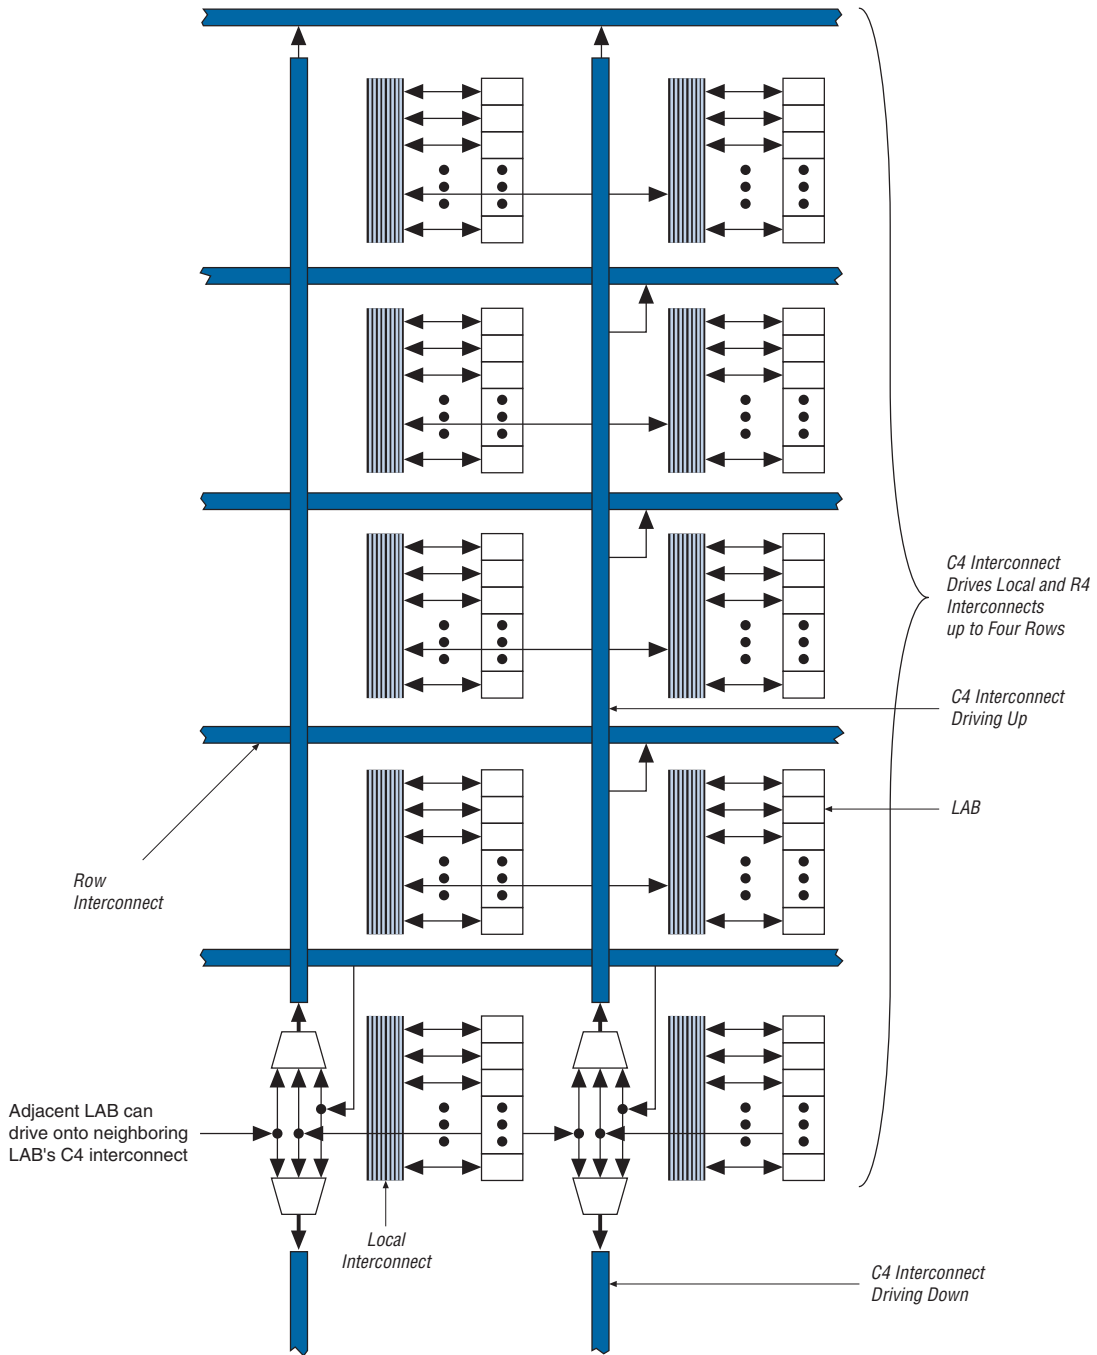 C4 Interconnect
Drives Local and R4
Interconnects
up to Four Rows
C4 Interconnect
Driving Up
LAB
Row
Interconnect
Adjacent LAB can
drive onto neighboring
LAB's C4 interconnect
Local
Interconnect
C4 Interconnect
Driving Down